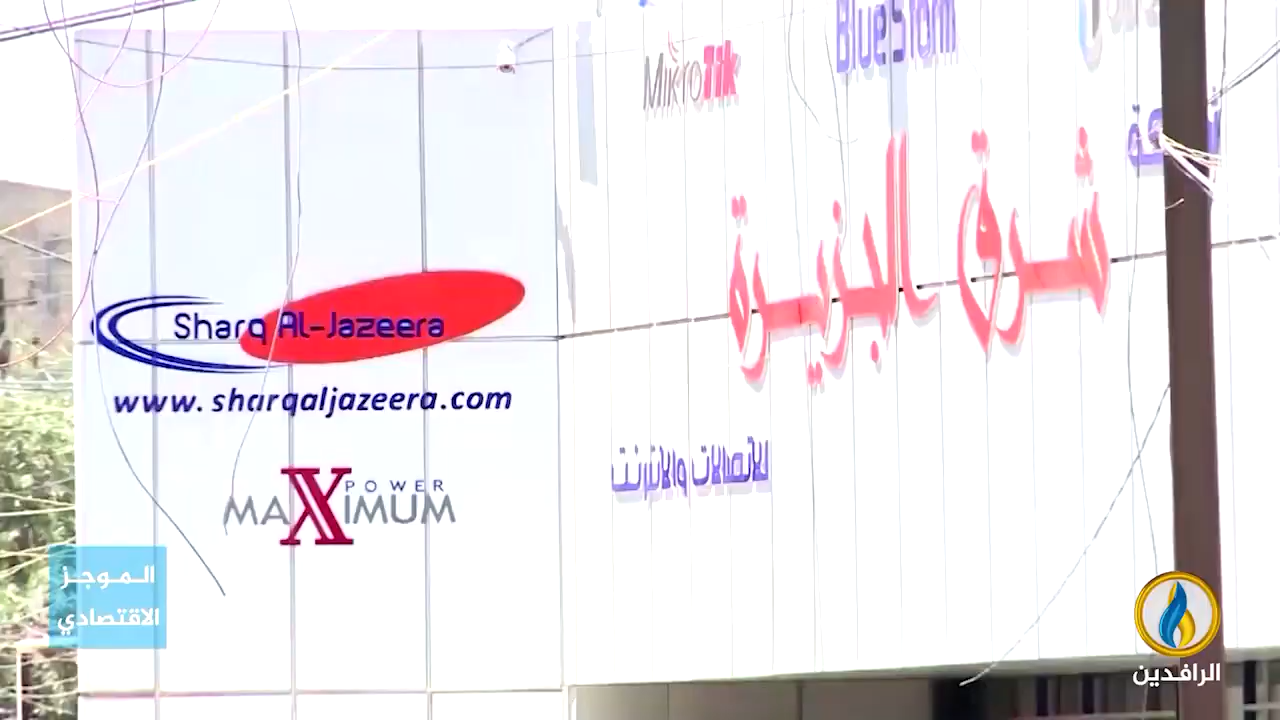 MikroTik
BlueStorm
شرق الجزيرة
للاتصالات والانترنت
Sharq Al-Jazeera
www.sharqaljazeera.com
POWER
MAXIMUM
الموجز
الاقتصادي
الرافدين